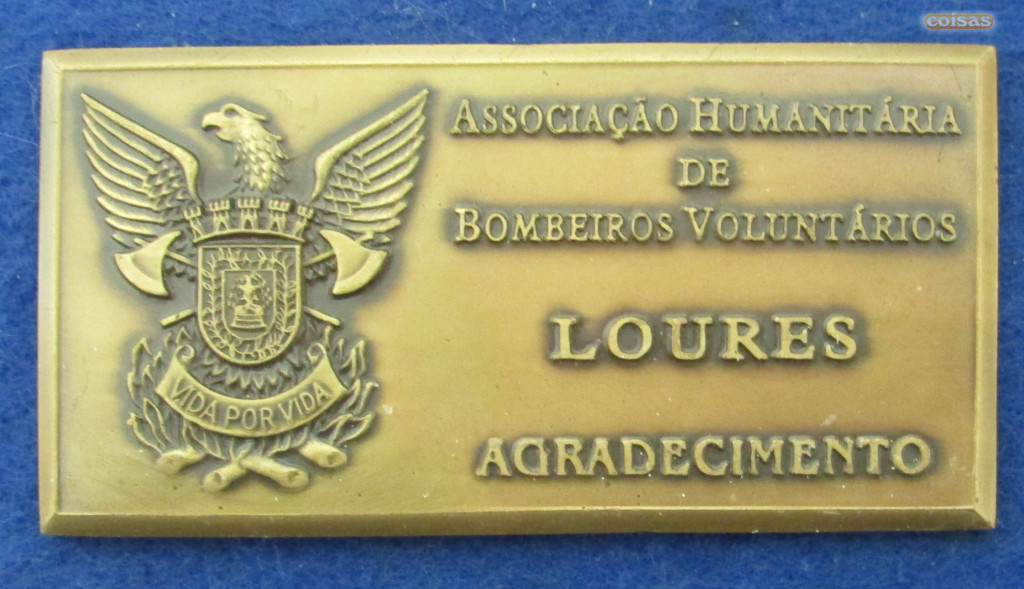 coisas
ASSOCIAÇÃO HUMANITÁRIA
DE
BOMBEIROS VOLUNTÁRIOS
LOURES
AGRADECIMENTO
VIDA POR VIDA